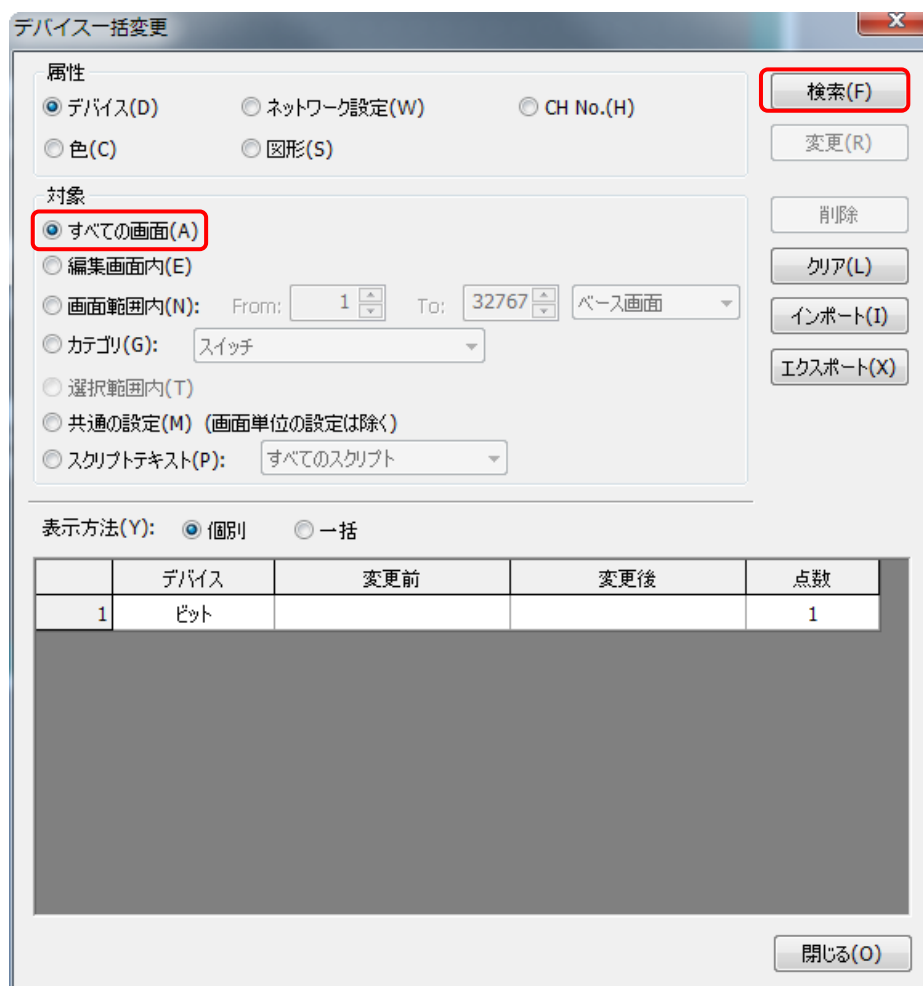 デバイス一括変更
属性
デバイス(D) ネットワーク設定(W) CH No.(H)
色(C) 図形(S)
検索(F)
変更(R)
削除
クリア(L)
インポート(I)
エクスポート(X)
対象
すべての画面(A)
編集画面内(E)
画面範囲内(N): From: 1 To: 32767 ベース画面
カテゴリ(G): スイッチ
選択範囲内(T)
共通の設定(M) (画面単位の設定は除く)
スクリプトテキスト(P): すべてのスクリプト
表示方法(Y): 個別 一括
デバイス 変更前 変更後 点数
1 ビット 1
閉じる(O)